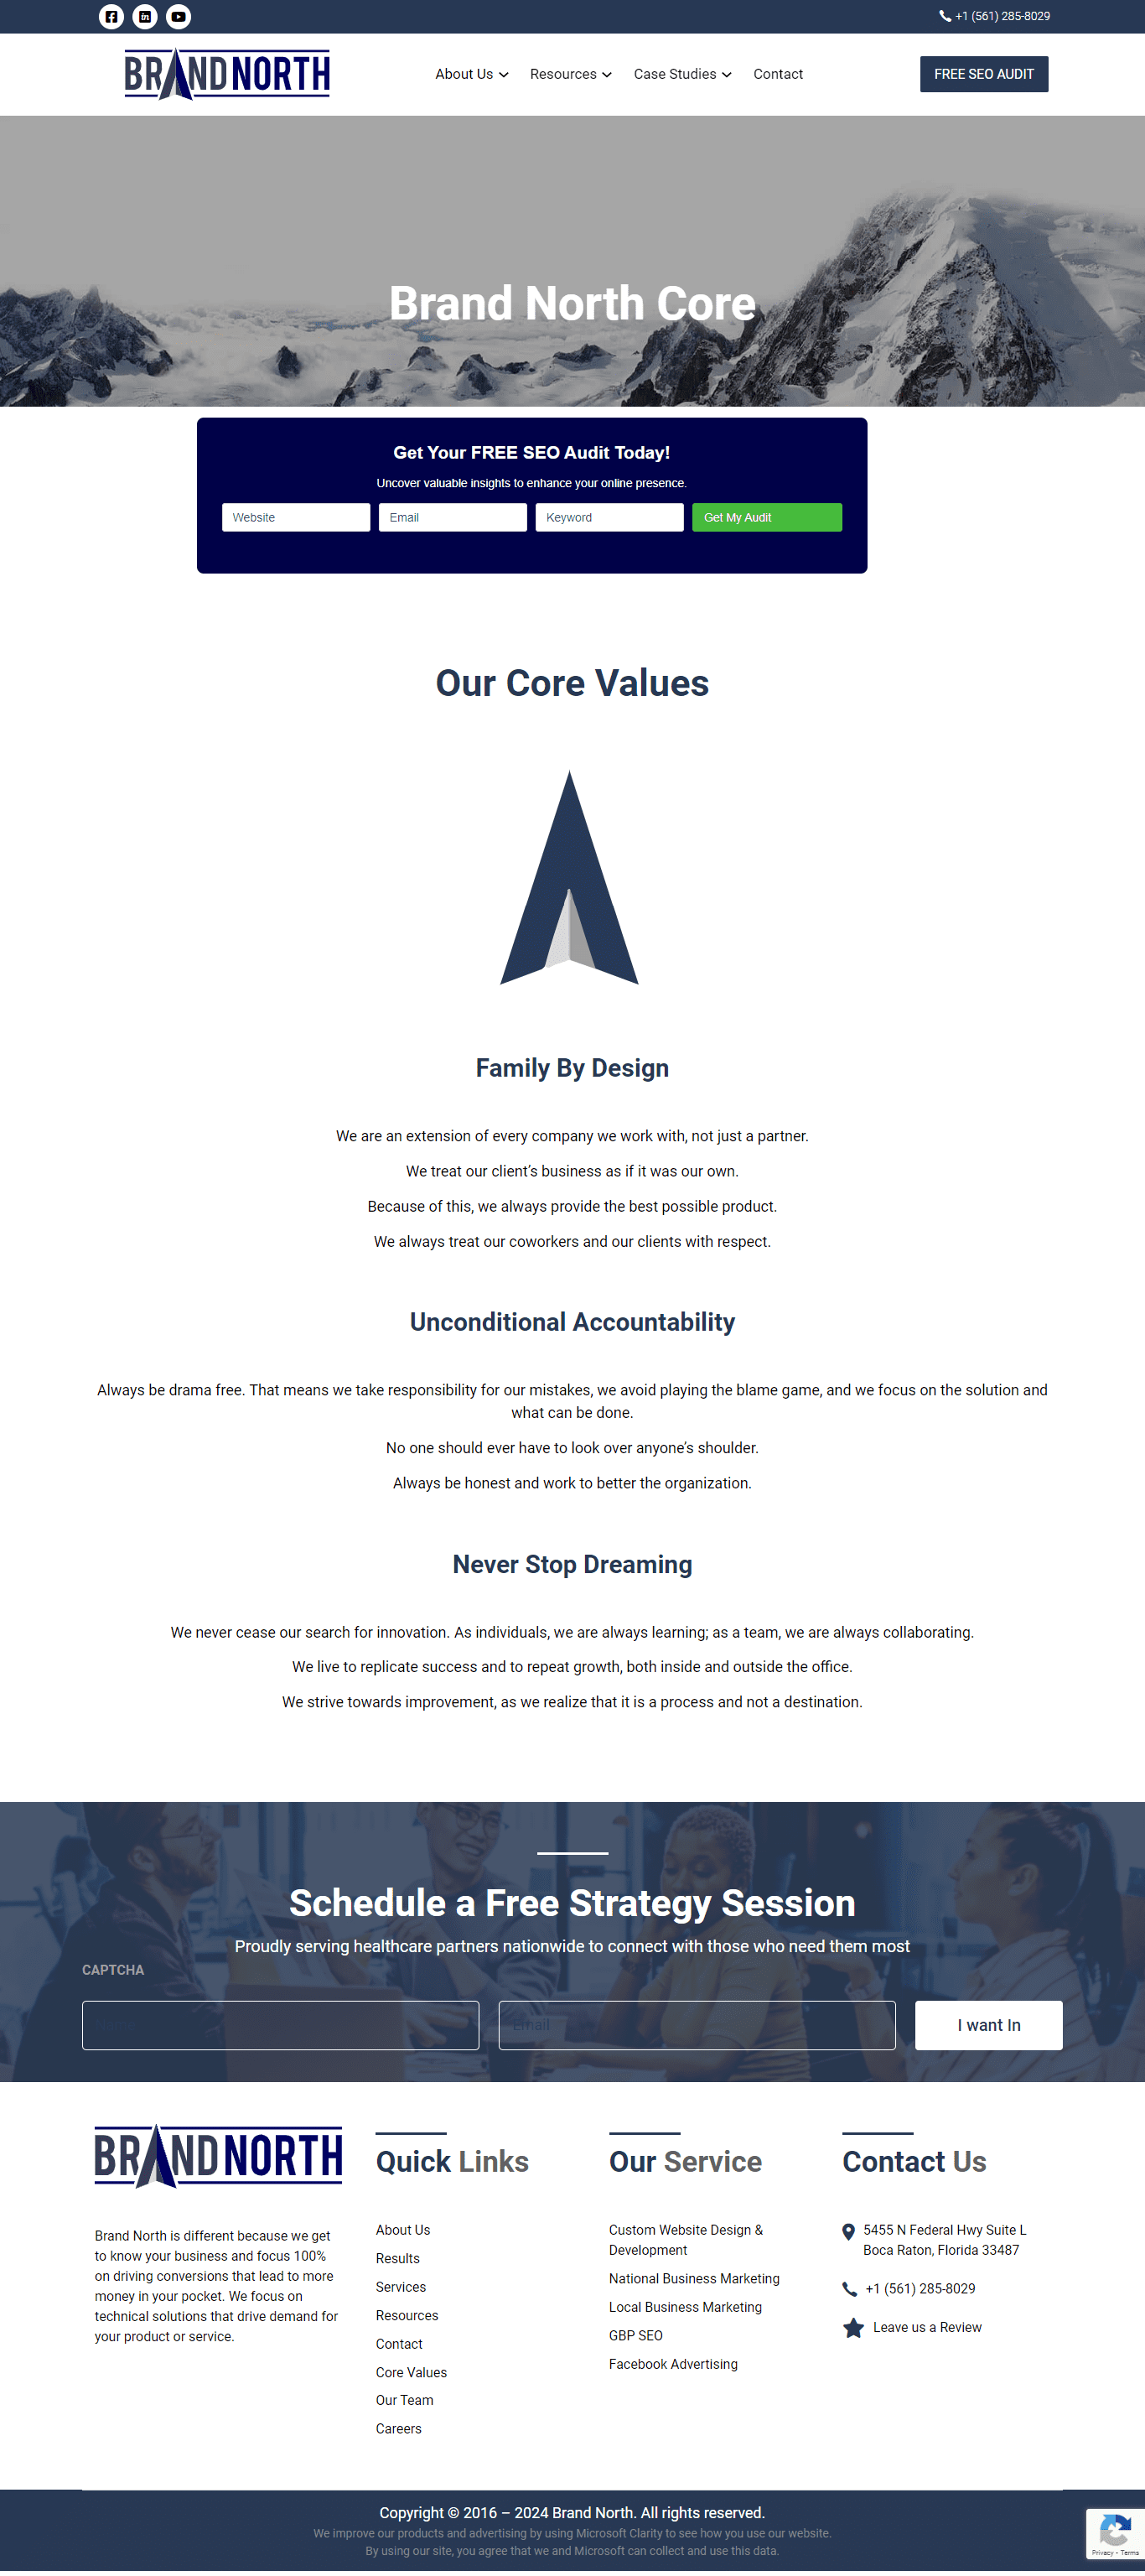 +1 (561) 285-8029
BRANDNORTH
About Us
Resources
Case Studies
Contact
FREE SEO AUDIT
Brand North Core
Get Your FREE SEO Audit Today!
Uncover valuable insights to enhance your online presence.
Website
Email
Keyword
Get My Audit
Our Core Values
Family By Design
We are an extension of every company we work with, not just a partner.
We treat our client’s business as if it was our own.
Because of this, we always provide the best possible product.
We always treat our coworkers and our clients with respect.
Unconditional Accountability
Always be drama free. That means we take responsibility for our mistakes, we avoid playing the blame game, and we focus on the solution and
what can be done.
No one should ever have to look over anyone’s shoulder.
Always be honest and work to better the organization.
Never Stop Dreaming
We never cease our search for innovation. As individuals, we are always learning; as a team, we are always collaborating.
We live to replicate success and to repeat growth, both inside and outside the office.
We strive towards improvement, as we realize that it is a process and not a destination.
Schedule a Free Strategy Session
Proudly serving healthcare partners nationwide to connect with those who need them most
CAPTCHA
Email
I want In
BRANDNORTH
Brand North is different because we get
to know your business and focus 100%
on driving conversions that lead to more
money in your pocket. We focus on
technical solutions that drive demand for
your product or service.
Quick Links
About Us
Results
Services
Resources
Contact
Core Values
Our Team
Careers
Our Service
Custom Website Design &
Development
National Business Marketing
Local Business Marketing
GBP SEO
Facebook Advertising
Contact Us
5455 N Federal Hwy Suite L
Boca Raton, Florida 33487
+1 (561) 285-8029
Leave us a Review
Copyright © 2016 – 2024 Brand North. All rights reserved.
We improve our products and advertising by using Microsoft Clarity to see how you use our website.
By using our site, you agree that we and Microsoft can collect and use this data.
Privacy - Terms